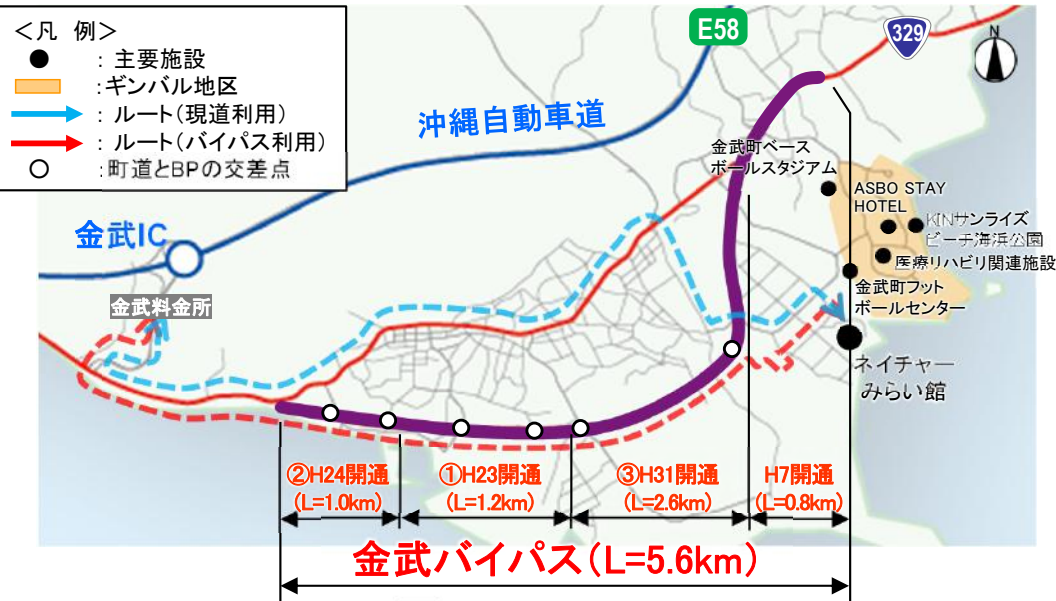 ＜凡 例＞
● : 主要施設
:ギンバル地区
: ルート(現道利用)
: ルート(バイパス利用)
○ :町道とBPの交差点
E58
329
N
沖縄自動車道
金武町ベース
ボールスタジアム
ASBO STAY
HOTEL
KINサンライズ
ビーチ海浜公園
医療リハビリ関連施設
金武町フット
ボールセンター
金武IC
金武料金所
ネイチャー
みらい館
②H24開通
(L=1.0km)
①H23開通
(L=1.2km)
③H31開通
(L=2.6km)
H7開通
(L=0.8km)
金武バイパス(L=5.6km)